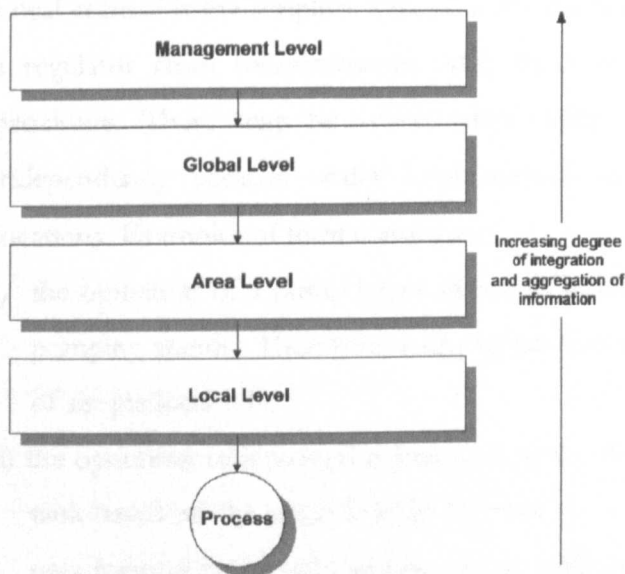 Management Level
Global Level
Area Level
Local Level
Process
Increasing degree
of integration
and aggregation of
information